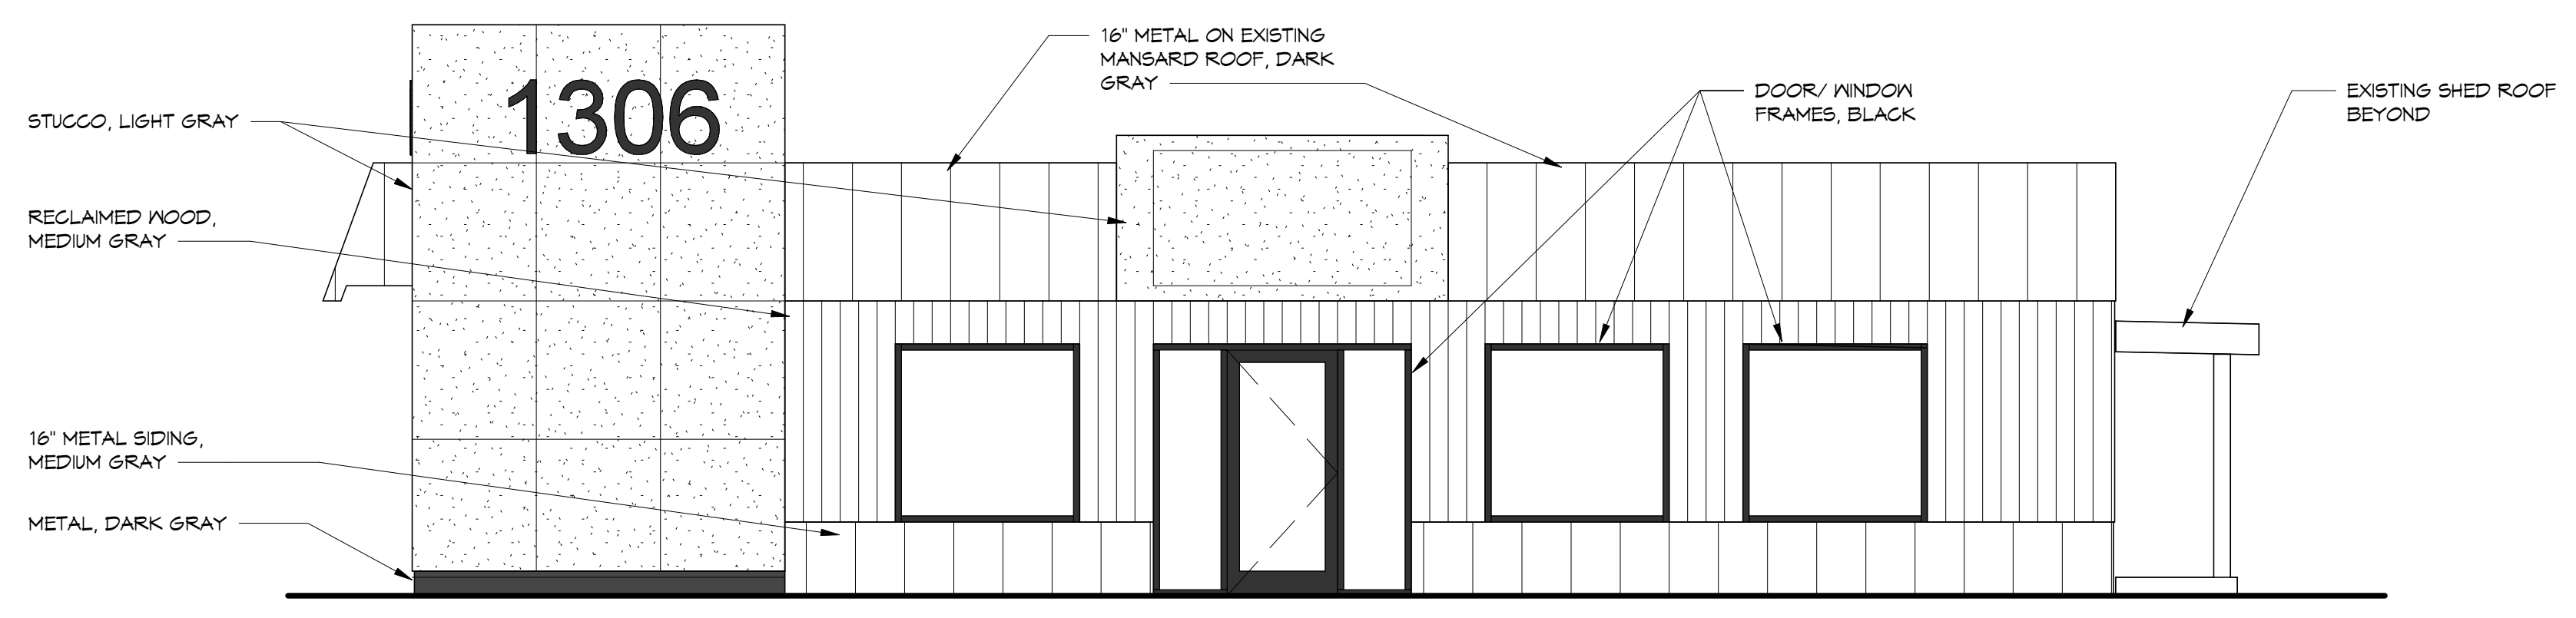 1306
STUCCO, LIGHT GRAY
RECLAIMED WOOD,
MEDIUM GRAY
16" METAL SIDING,
MEDIUM GRAY
METAL, DARK GRAY
16" METAL ON EXISTING
MANSARD ROOF, DARK
GRAY
DOOR/ WINDOW
FRAMES, BLACK
EXISTING SHED ROOF
BEYOND